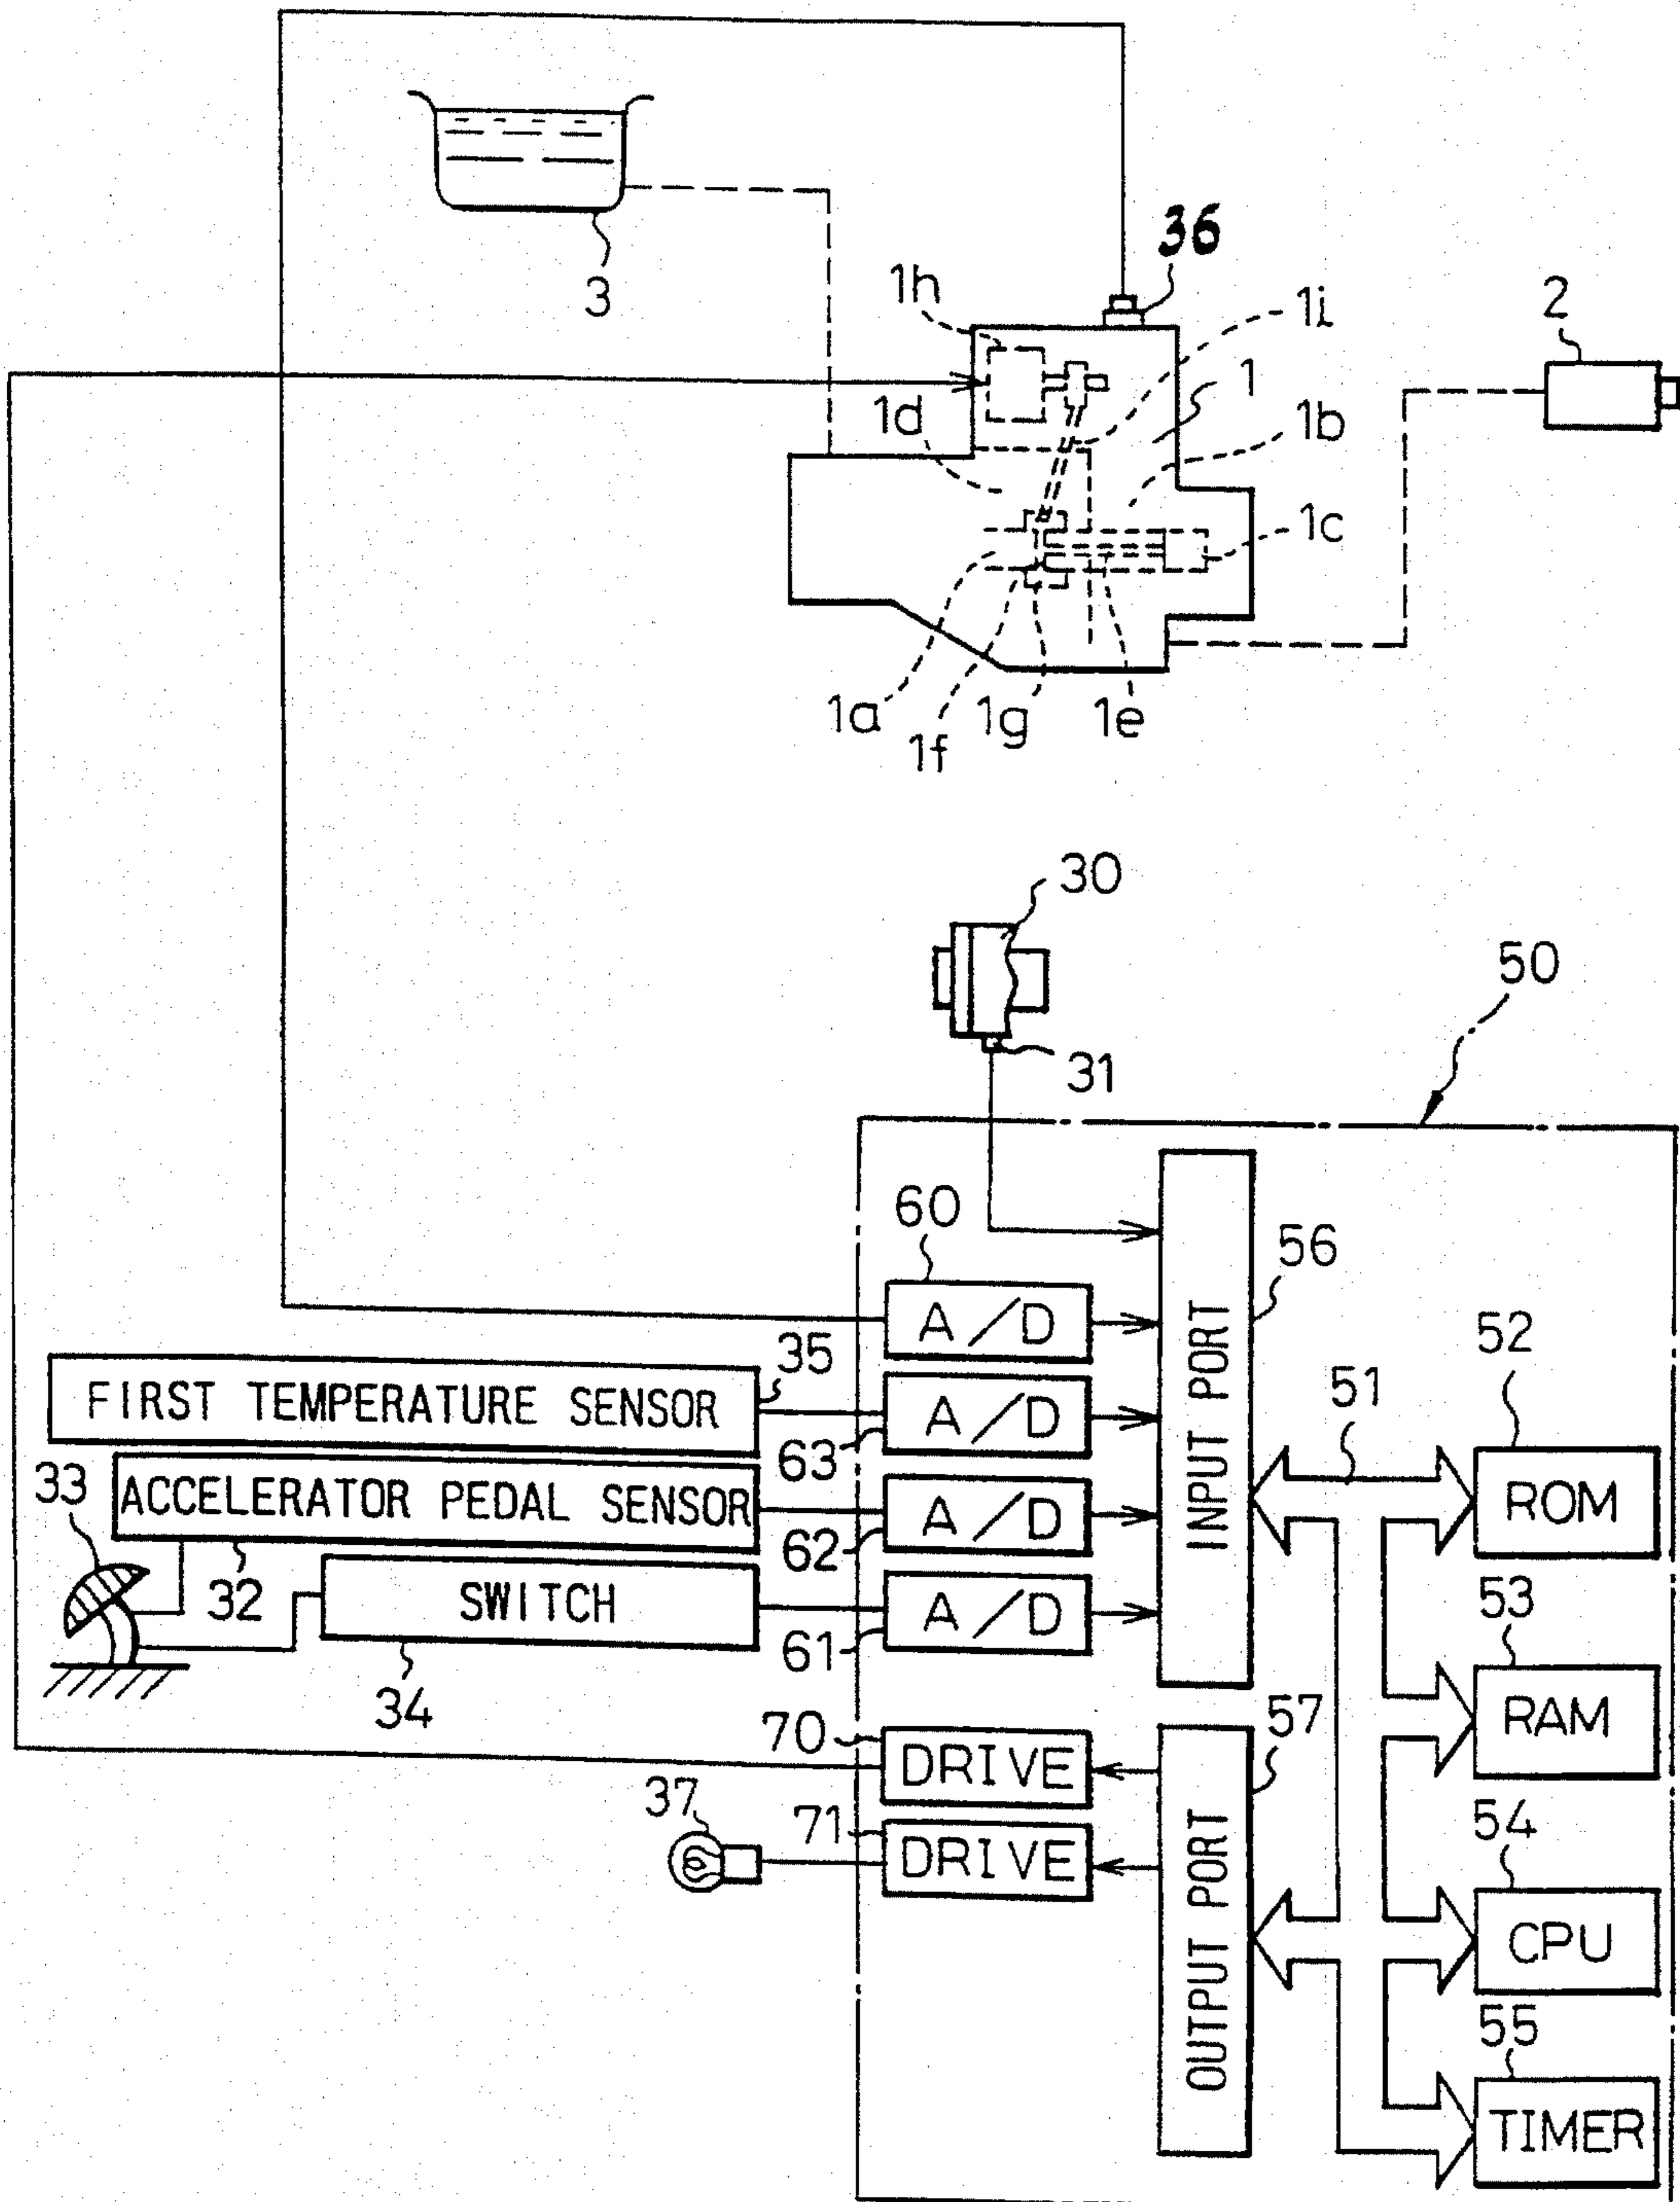 36
3
1h
1i
2
1
1d
1b
1c
1a
1f
1g
1e
30
50
31
60
56
A/D
35
52
FIRST TEMPERATURE SENSOR
A/D
INPUT PORT
51
63
33
ACCELERATOR PEDAL SENSOR
A/D
ROM
62
32
SWITCH
A/D
53
61
34
70
57
RAM
DRIVE
37
71
DRIVE
54
OUTPUT PORT
CPU
55
TIMER